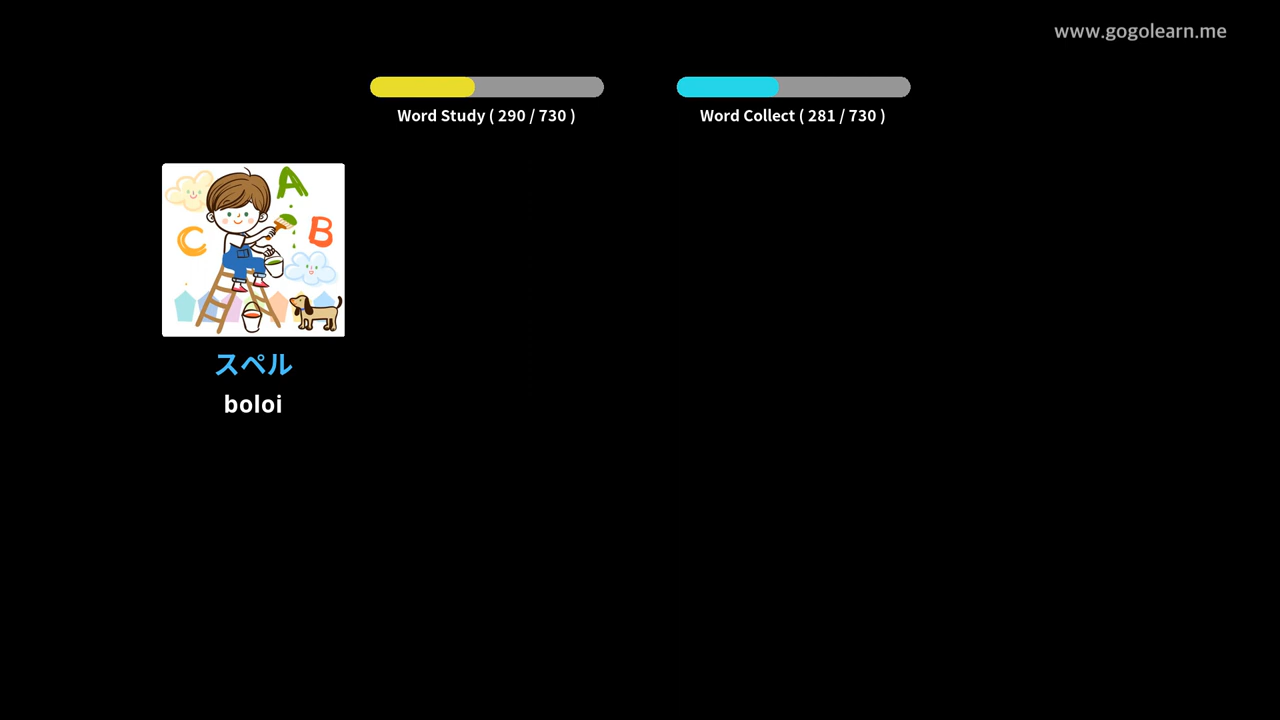 www.gogolearn.me
Word Study ( 290 / 730 )
Word Collect ( 281 / 730 )
A
B
C
スペル
boloi